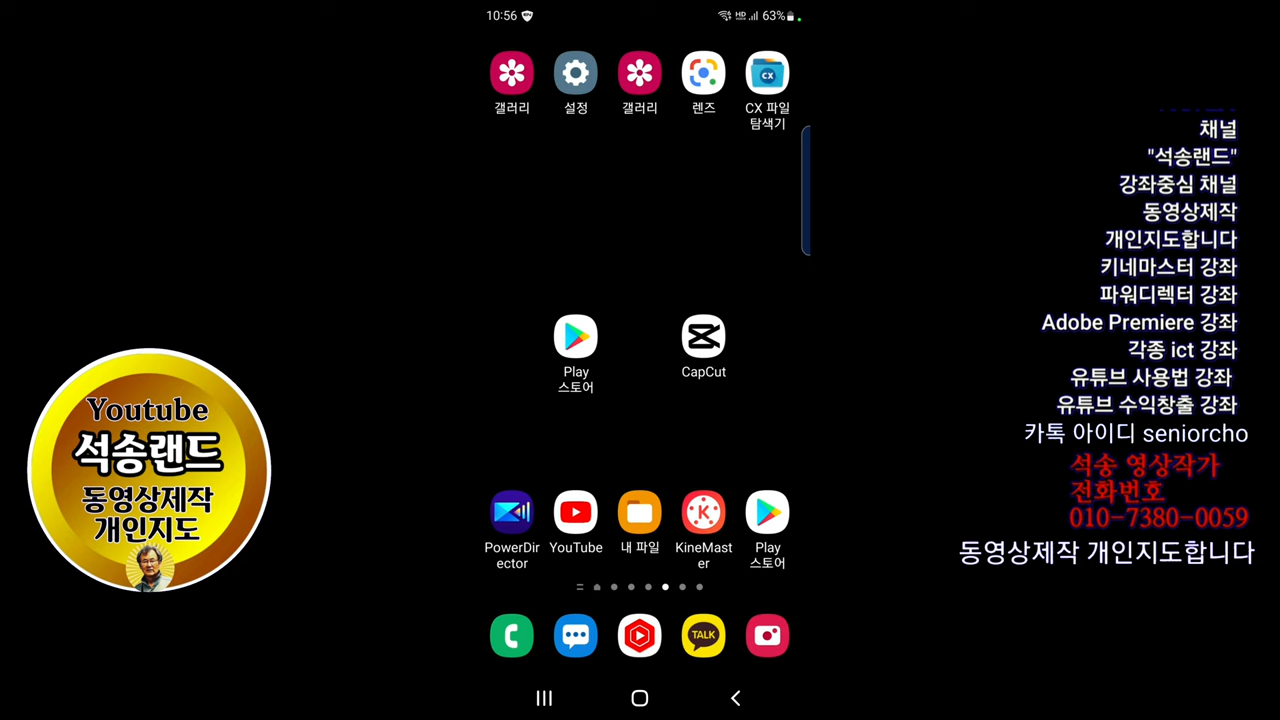 10:56
HD
63%
갤러리
설정
갤러리
렌즈
CX
CX 파일
탐색기
Play
스토어
CapCut
PowerDir
ector
YouTube
내 파일
K
KineMast
er
Play
스토어
TALK
Youtube
석송랜드
동영상제작
개인지도
채널
"석송랜드"
강좌중심 채널
동영상제작
개인지도합니다
키네마스터 강좌
파워디렉터 강좌
Adobe Premiere 강좌
각종 ict 강좌
유튜브 사용법 강좌
유튜브 수익창출 강좌
카톡 아이디 seniorcho
석송 영상작가
전화번호
010-7380-0059
동영상제작 개인지도합니다